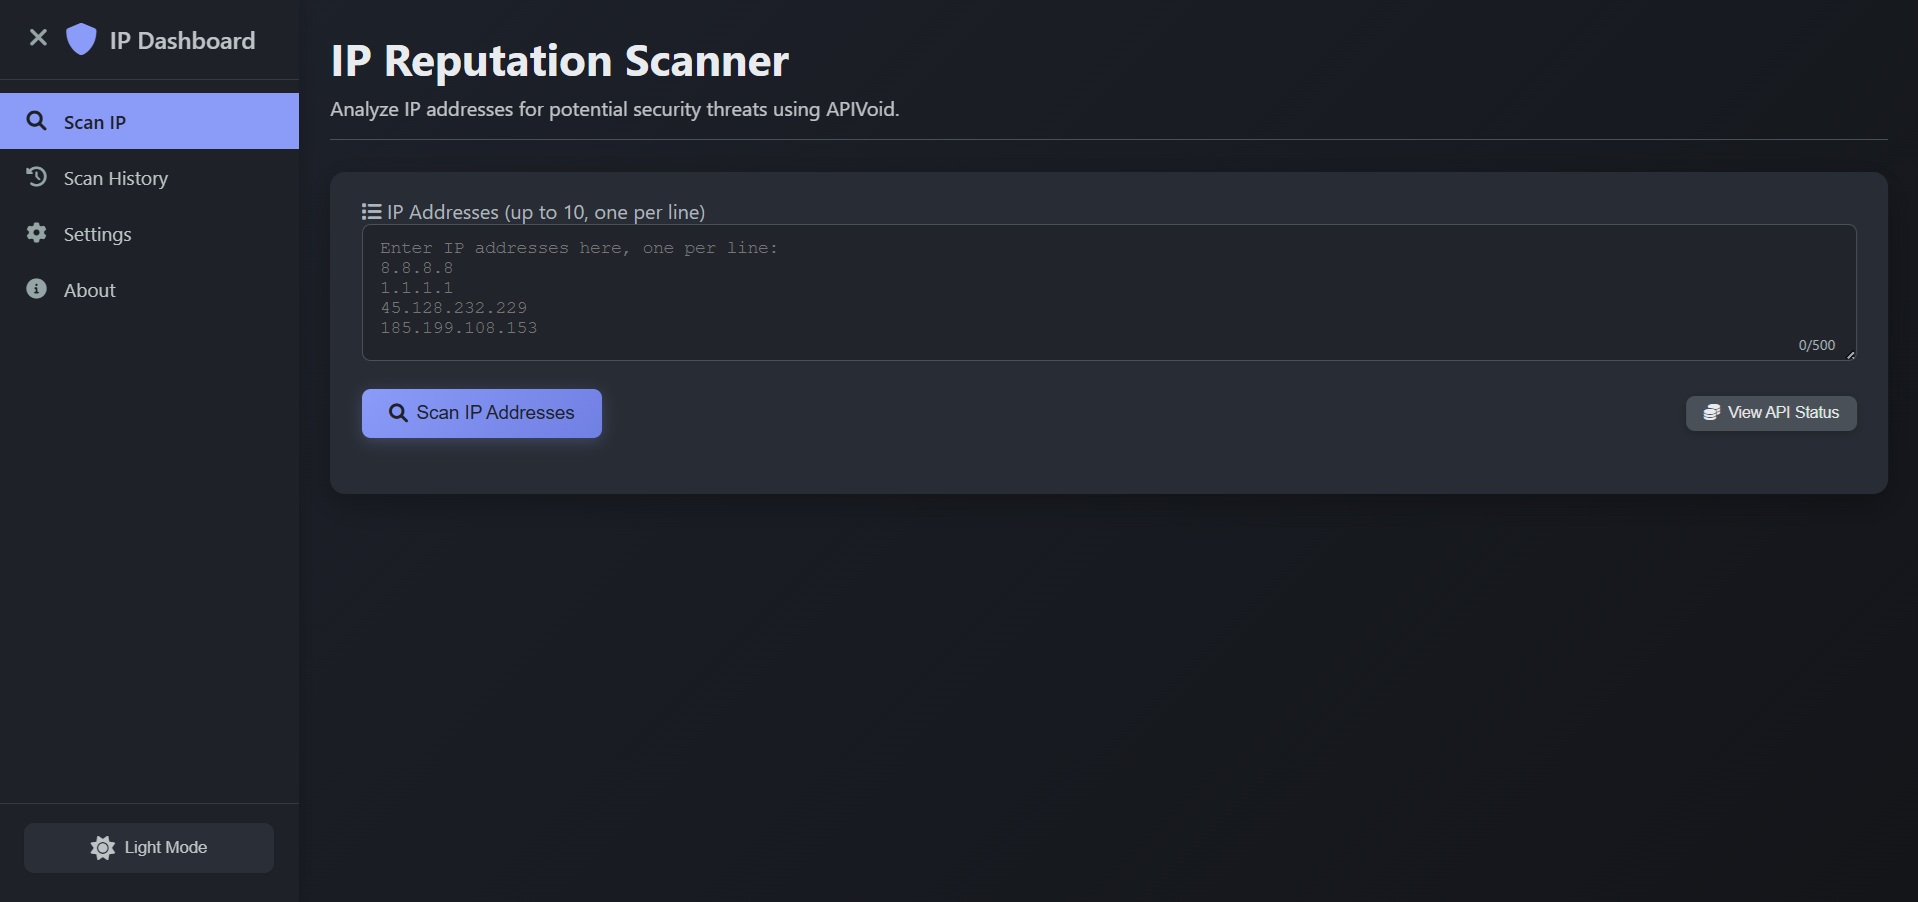 IP Dashboard
Scan IP
Scan History
Settings
About
Light Mode
IP Reputation Scanner
Analyze IP addresses for potential security threats using APIVoid.
IP Addresses (up to 10, one per line)
Enter IP addresses here, one per line:
8.8.8.8
1.1.1.1
45.128.232.229
185.199.108.153
0/500
Scan IP Addresses
View API Status